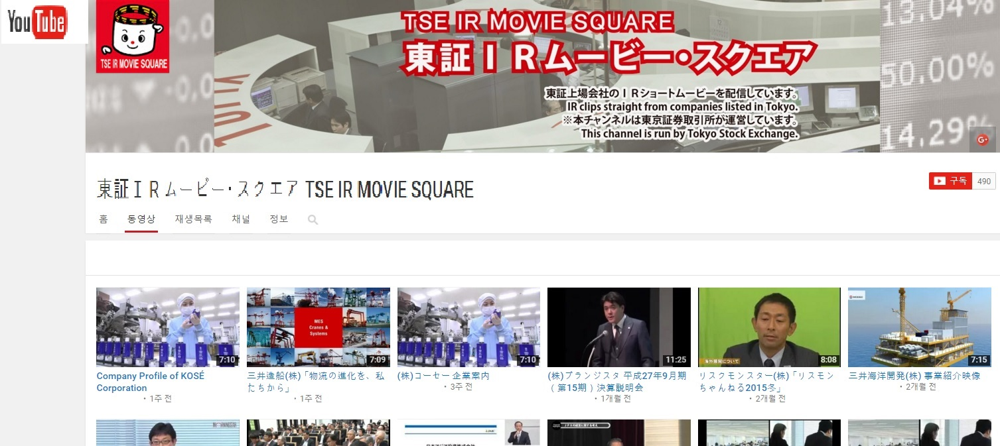 YouTube
TSE IR MOVIE SQUARE
TSE IR MOVIE SQUARE
東証ＩＲムービー・スクエア
東証上場会社のＩＲショートムービーを配信しています。
IR clips straight from companies listed in Tokyo.
※本チャンネルは東京証券取引所が運営しています。
This channel is run by Tokyo Stock Exchange.
13.04%
50.00%
14.29%
G+
東証ＩＲムービー・スクエア TSE IR MOVIE SQUARE
구독 490
홈 동영상 재생목록 채널 정보
MES
Cranes &
Systems
海外展開について
7:10 7:09 7:10 11:25 8:08 7:15
Company Profile of KOSÉ
Corporation
・1주 전
三井造船(株)「物流の進化を、私
たちから」
・1주 전
(株)コーセー 企業案内
・3주 전
(株)ブランジスタ 平成27年9月期
（第15期）決算説明会
・1개월 전
リスクモンスター(株)「リスモン
ちゃんねる2015冬」
・2개월 전
三井海洋開発(株) 事業紹介映像
・2개월 전